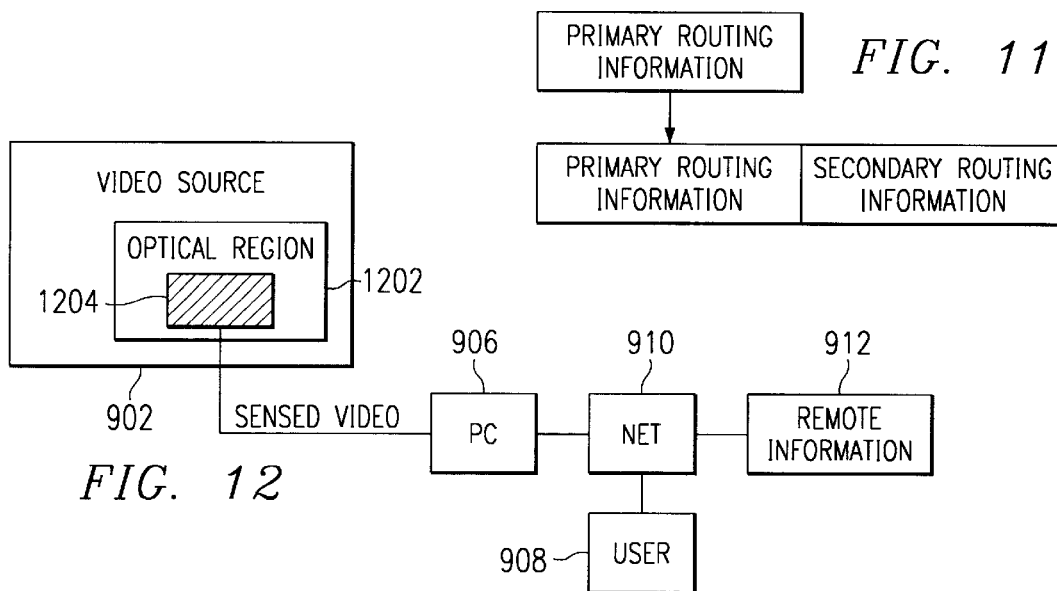 PRIMARY ROUTING
INFORMATION
FIG. 11
PRIMARY ROUTING
INFORMATION
SECONDARY ROUTING
INFORMATION
VIDEO SOURCE
OPTICAL REGION
1204
1202
902
SENSED VIDEO
906
PC
910
NET
912
REMOTE
INFORMATION
908
USER
FIG. 12